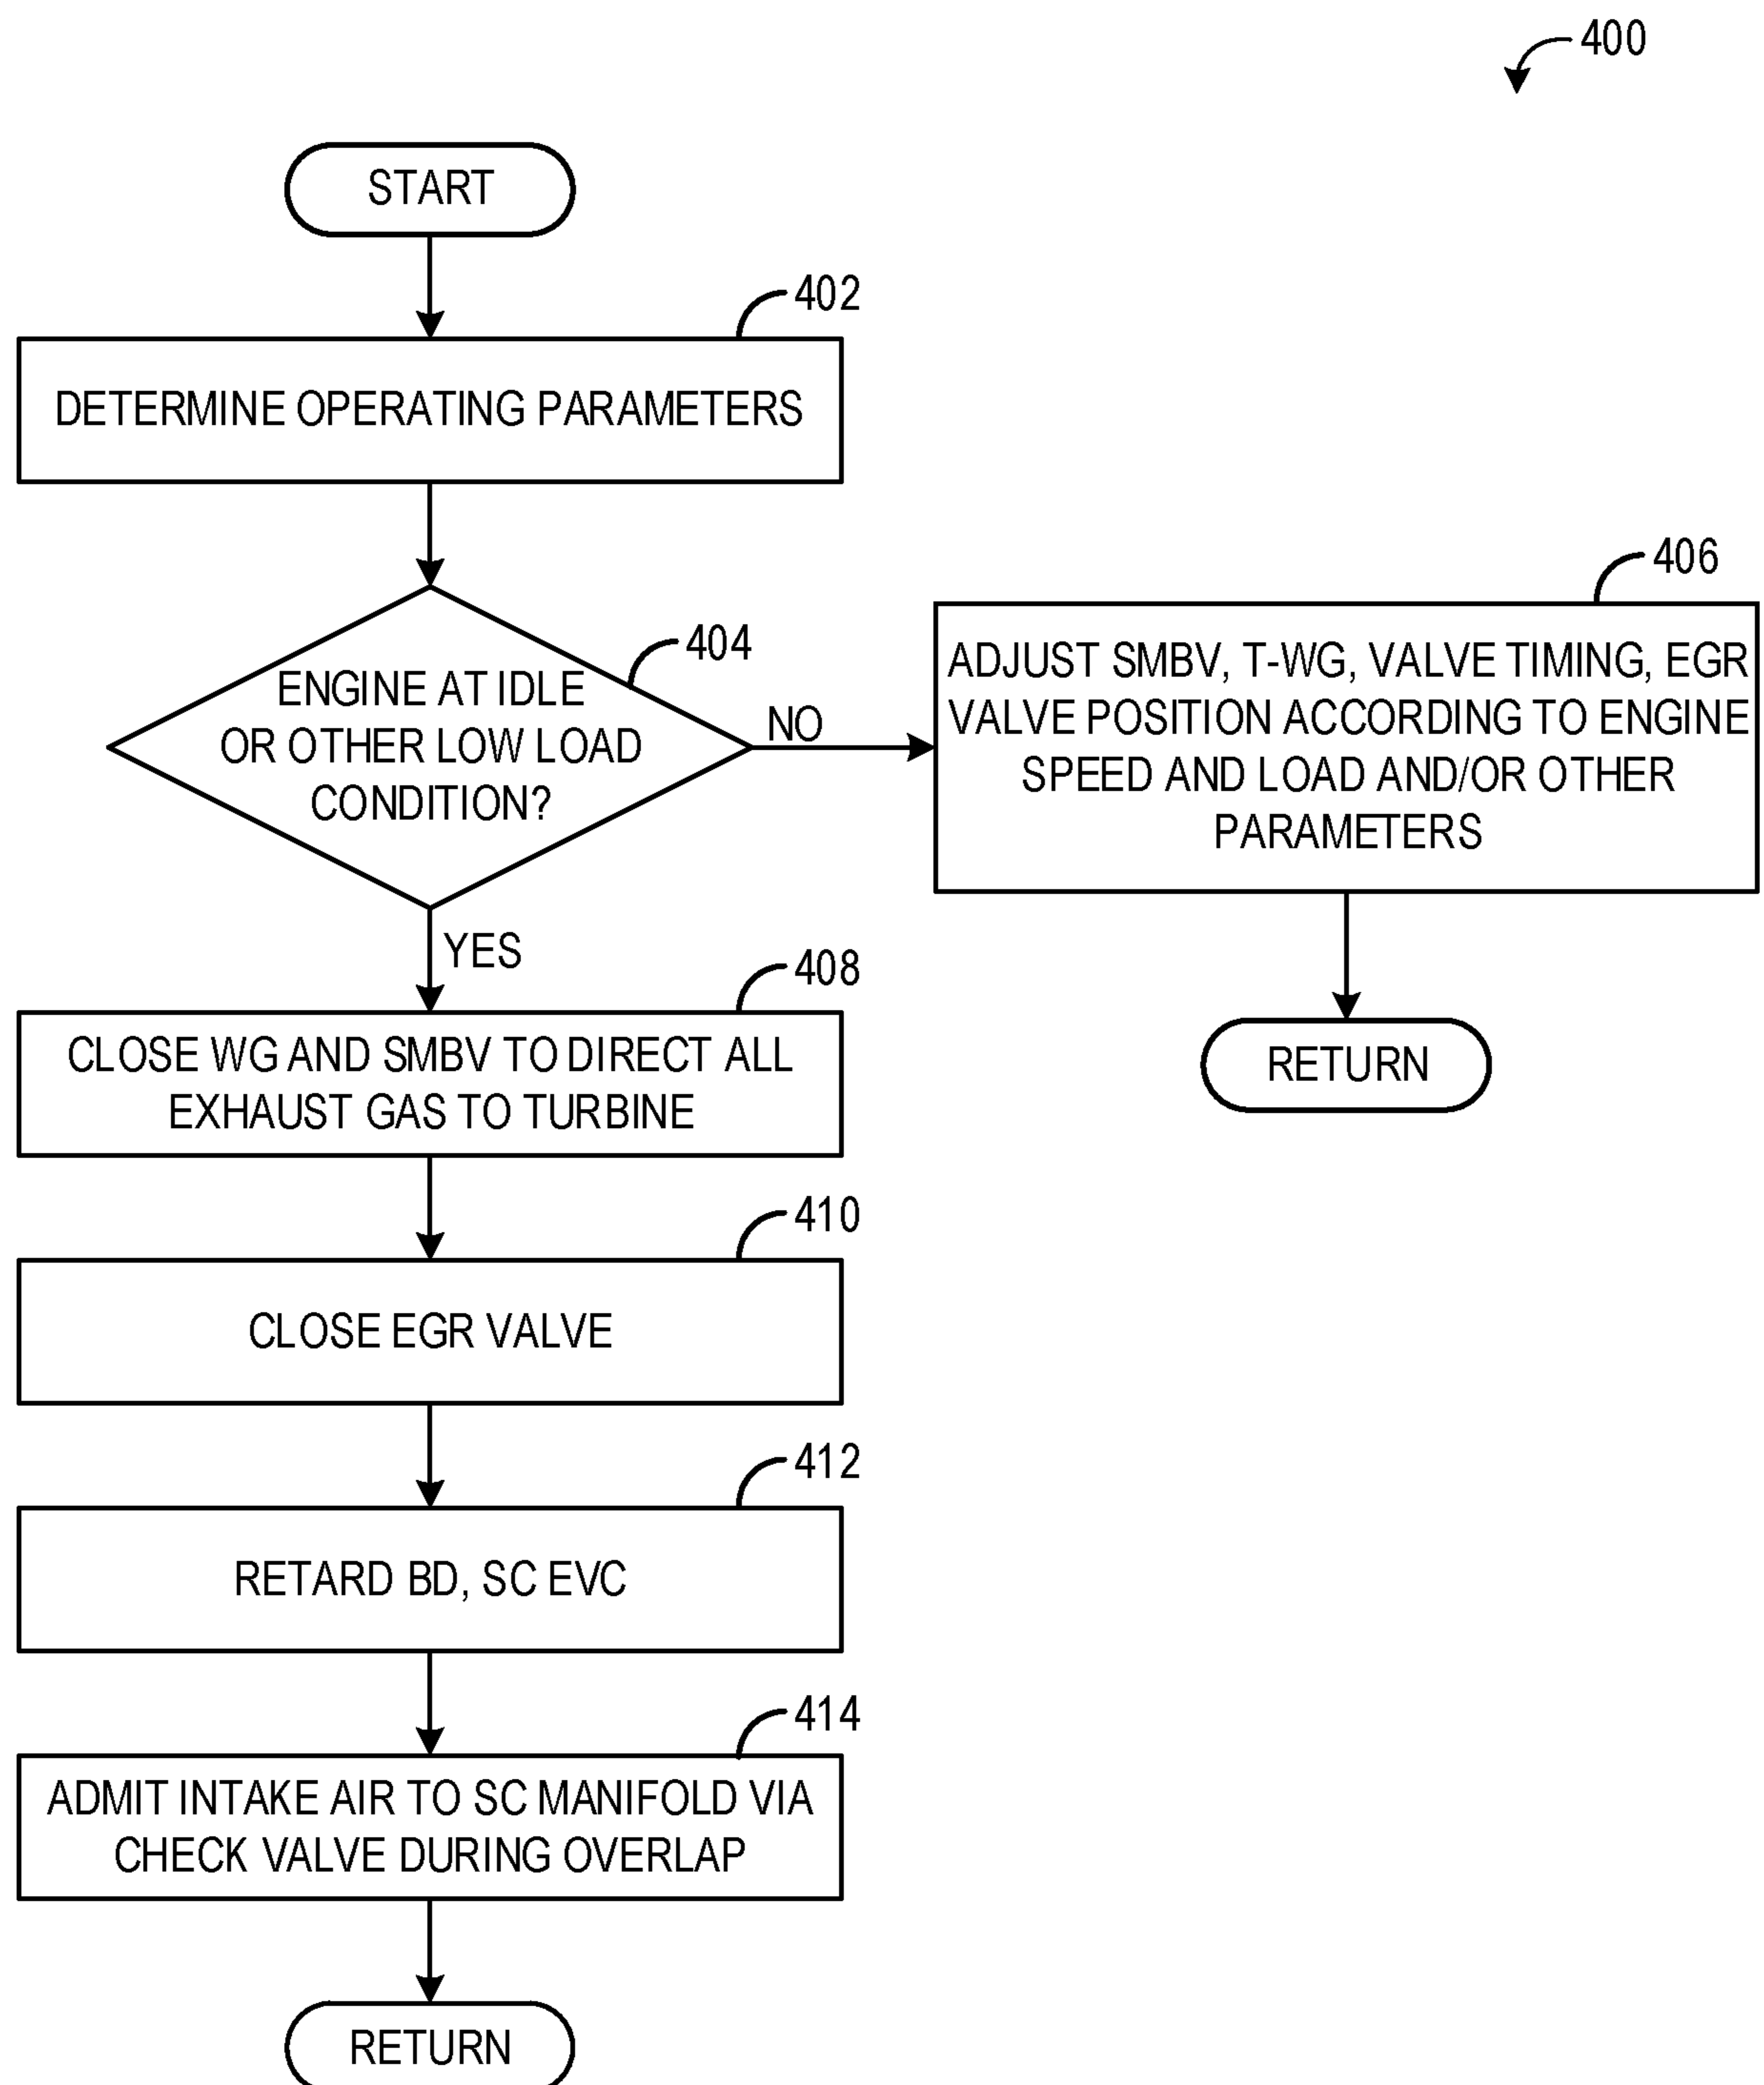 400
START
402
DETERMINE OPERATING PARAMETERS
404
ENGINE AT IDLE
OR OTHER LOW LOAD
CONDITION?
NO
406
ADJUST SMBV, T-WG, VALVE TIMING, EGR
VALVE POSITION ACCORDING TO ENGINE
SPEED AND LOAD AND/OR OTHER
PARAMETERS
RETURN
YES
408
CLOSE WG AND SMBV TO DIRECT ALL
EXHAUST GAS TO TURBINE
410
CLOSE EGR VALVE
412
RETARD BD, SC EVC
414
ADMIT INTAKE AIR TO SC MANIFOLD VIA
CHECK VALVE DURING OVERLAP
RETURN